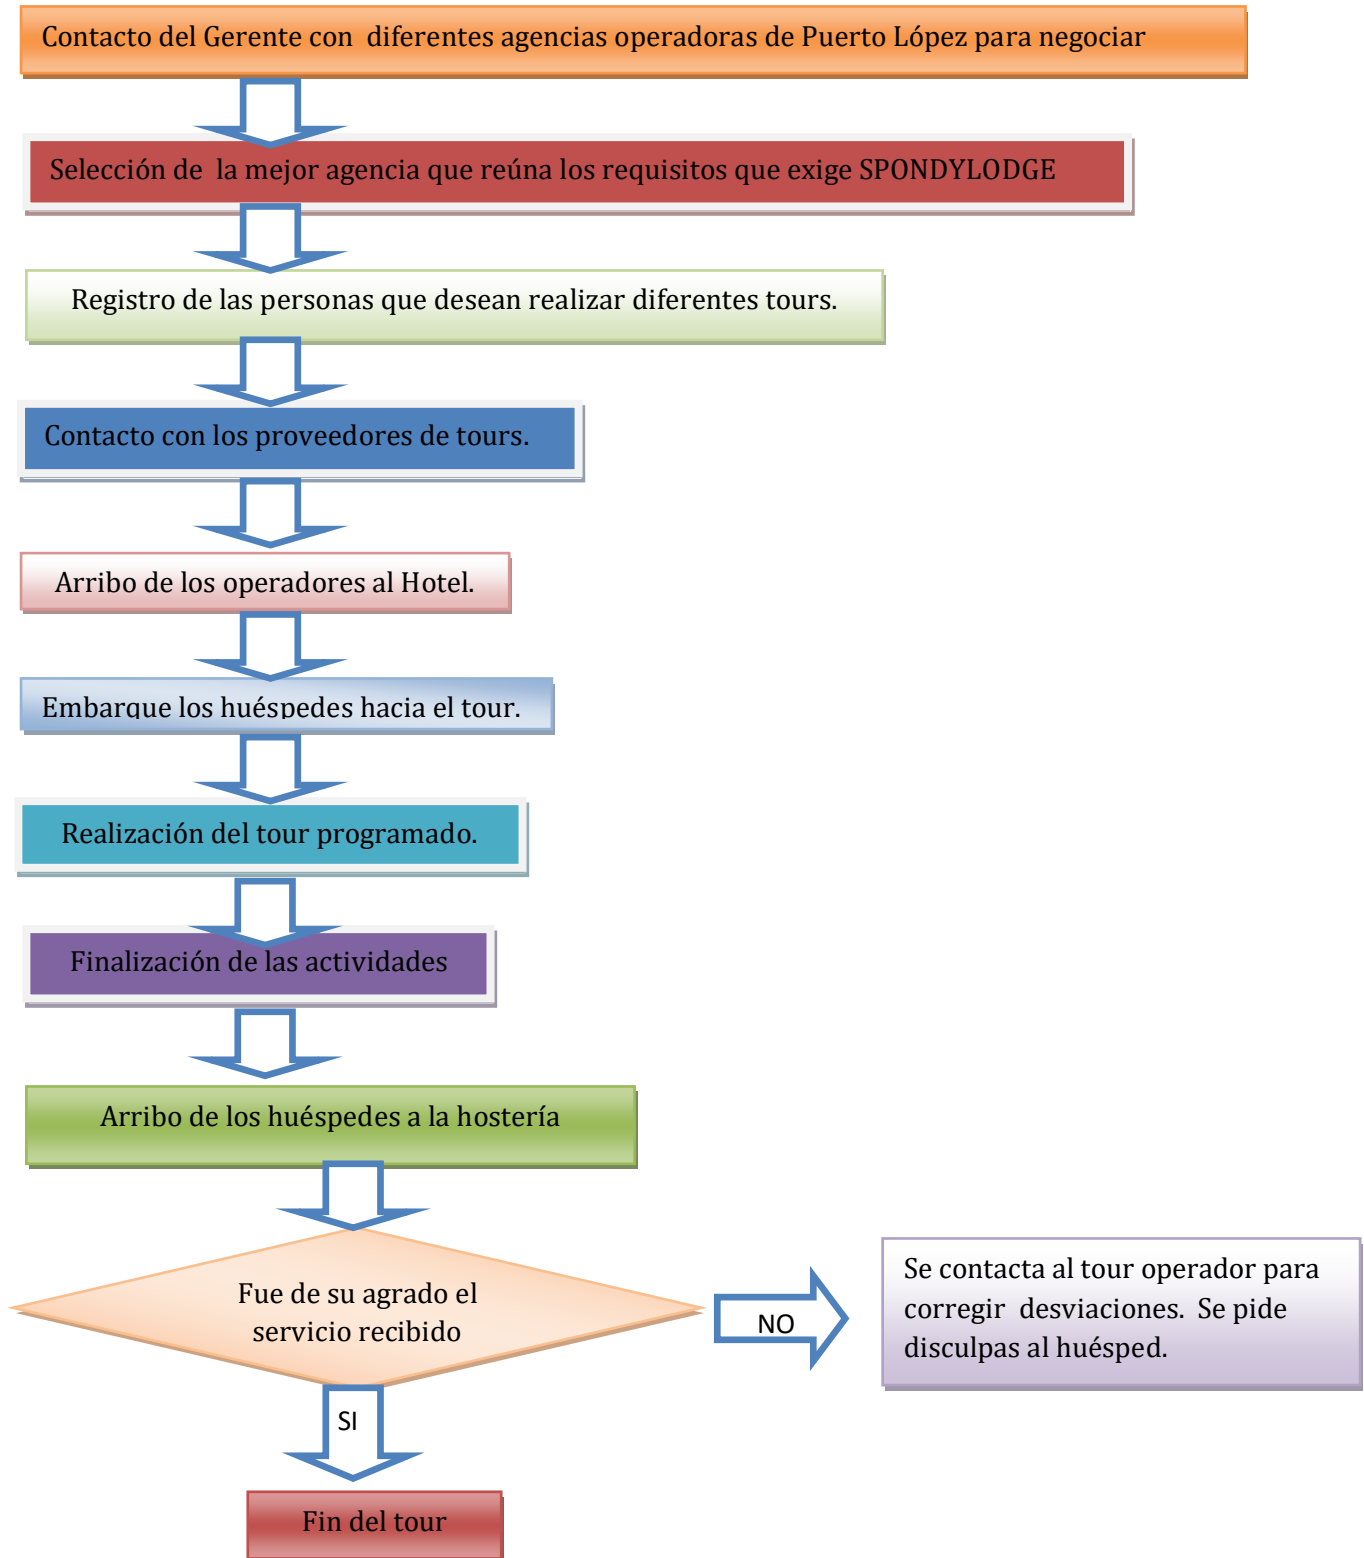 Contacto del Gerente con diferentes agencias operadoras de Puerto López para negociar
Selección de la mejor agencia que reúna los requisitos que exige SPONDYLODGE
Registro de las personas que desean realizar diferentes tours.
Contacto con los proveedores de tours.
Arribo de los operadores al Hotel.
Embarque los huéspedes hacia el tour.
Realización del tour programado.
Finalización de las actividades
Arribo de los huéspedes a la hostería
Fue de su agrado el
servicio recibido
NO
Se contacta al tour operador para
corregir desviaciones. Se pide
disculpas al huésped.
SI
Fin del tour